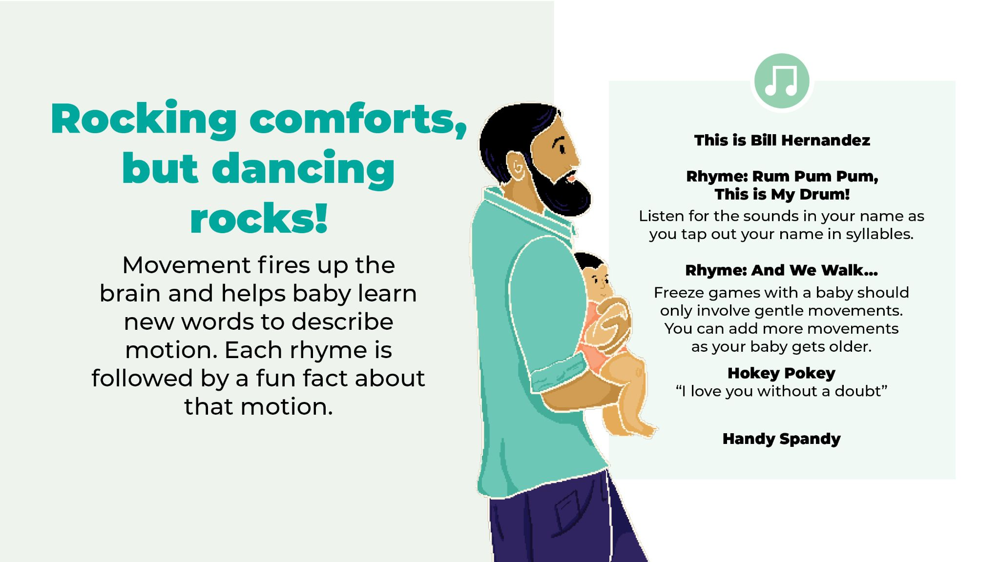 Rocking comforts,
but dancing
rocks!
Movement fires up the
brain and helps baby learn
new words to describe
motion. Each rhyme is
followed by a fun fact about
that motion.
This is Bill Hernandez
Rhyme: Rum Pum Pum,
This is My Drum!
Listen for the sounds in your name as
you tap out your name in syllables.
Rhyme: And We Walk...
Freeze games with a baby should
only involve gentle movements.
You can add more movements
as your baby gets older.
Hokey Pokey
“I love you without a doubt”
Handy Spandy